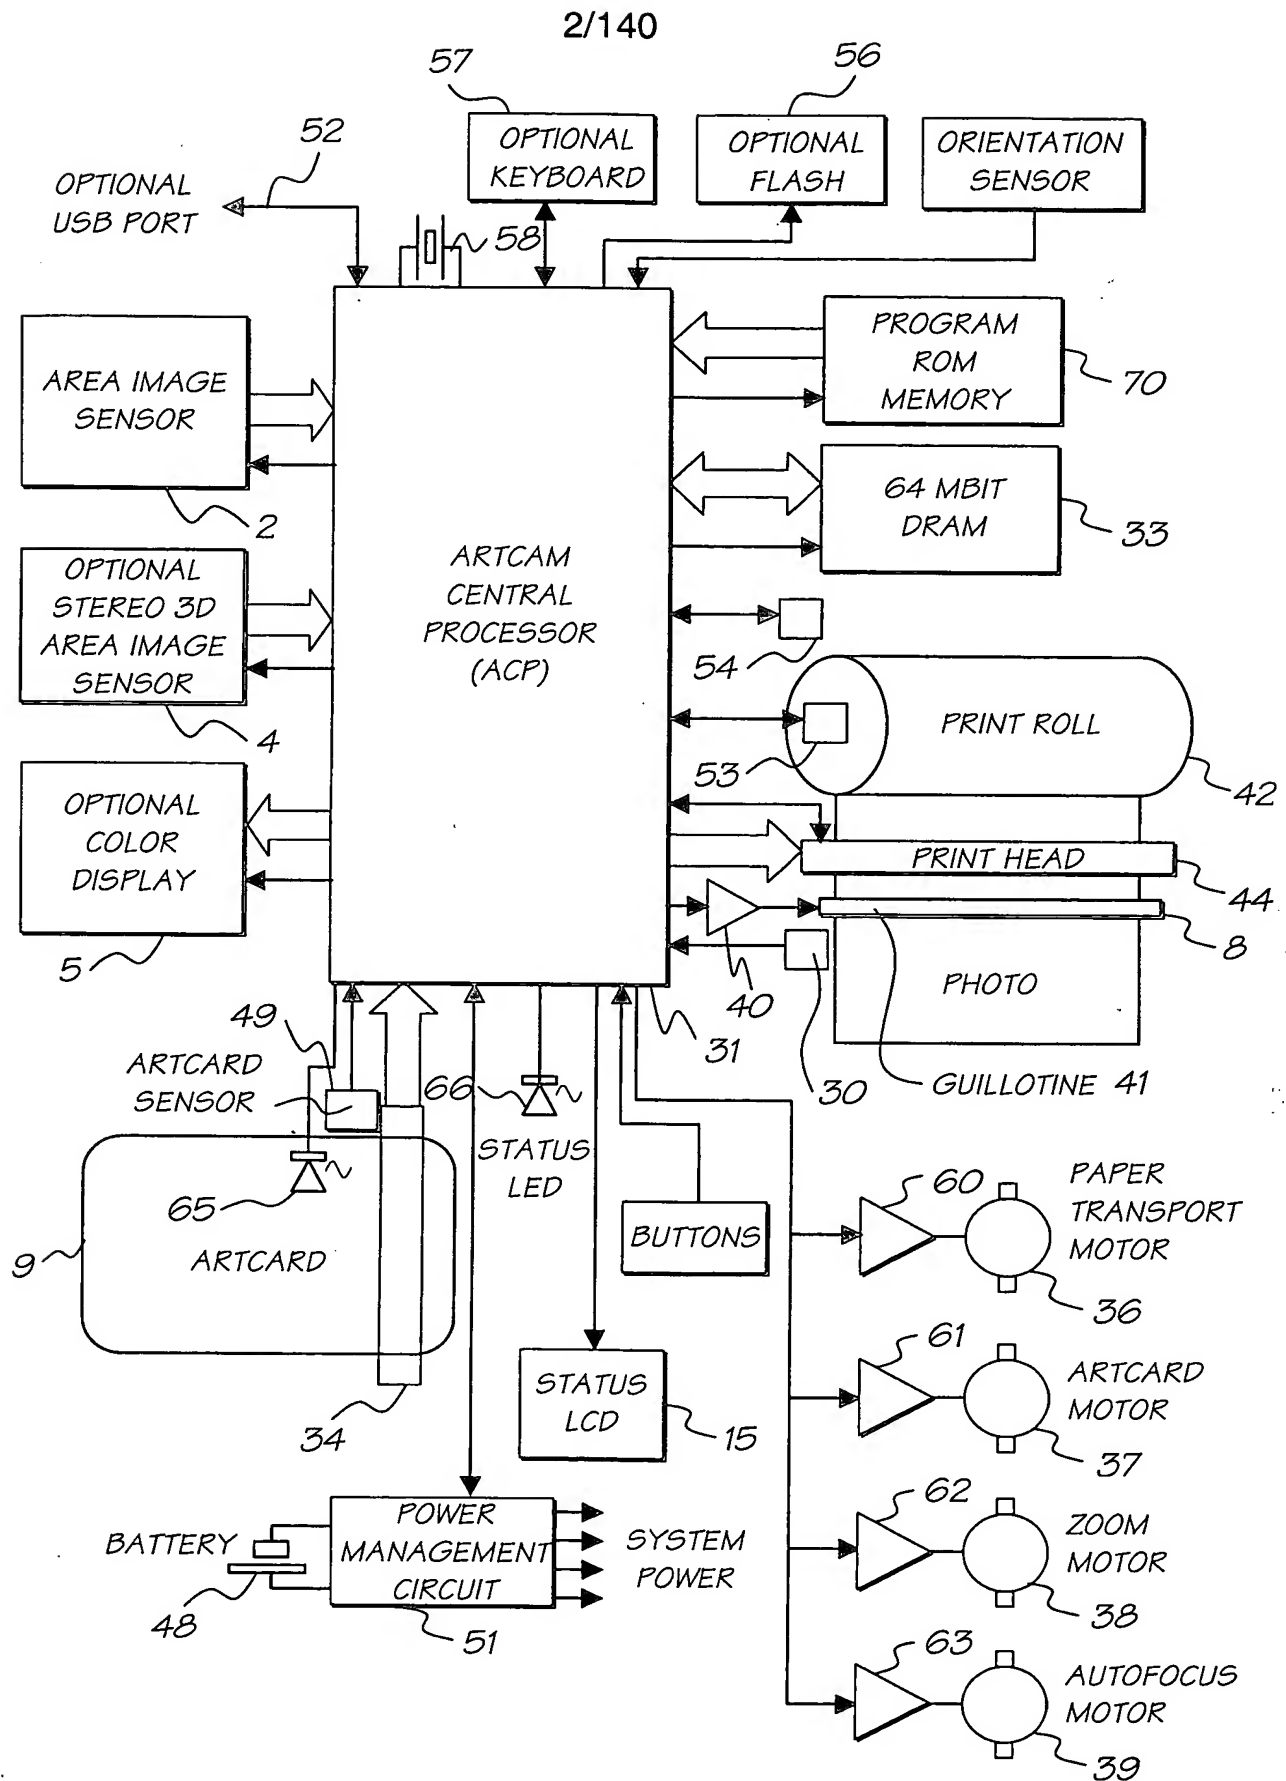 2/140
57
56
52
OPTIONAL
USB PORT
OPTIONAL
KEYBOARD
OPTIONAL
FLASH
ORIENTATION
SENSOR
58
AREA IMAGE
SENSOR
2
PROGRAM
ROM
MEMORY
70
64 MBIT
DRAM
33
OPTIONAL
STEREO 3D
AREA IMAGE
SENSOR
4
ARTCAM
CENTRAL
PROCESSOR
(ACP)
54
PRINT ROLL
53
42
OPTIONAL
COLOR
DISPLAY
5
PRINT HEAD
44
8
40
PHOTO
31
30
GUILLOTINE 41
49
ARTCARD
SENSOR
66
STATUS
LED
65
9
ARTCARD
34
BUTTONS
60
PAPER
TRANSPORT
MOTOR
36
61
ARTCARD
MOTOR
37
STATUS
LCD
15
62
ZOOM
MOTOR
38
BATTERY
48
POWER
MANAGEMENT
CIRCUIT
51
SYSTEM
POWER
63
AUTOFOCUS
MOTOR
39